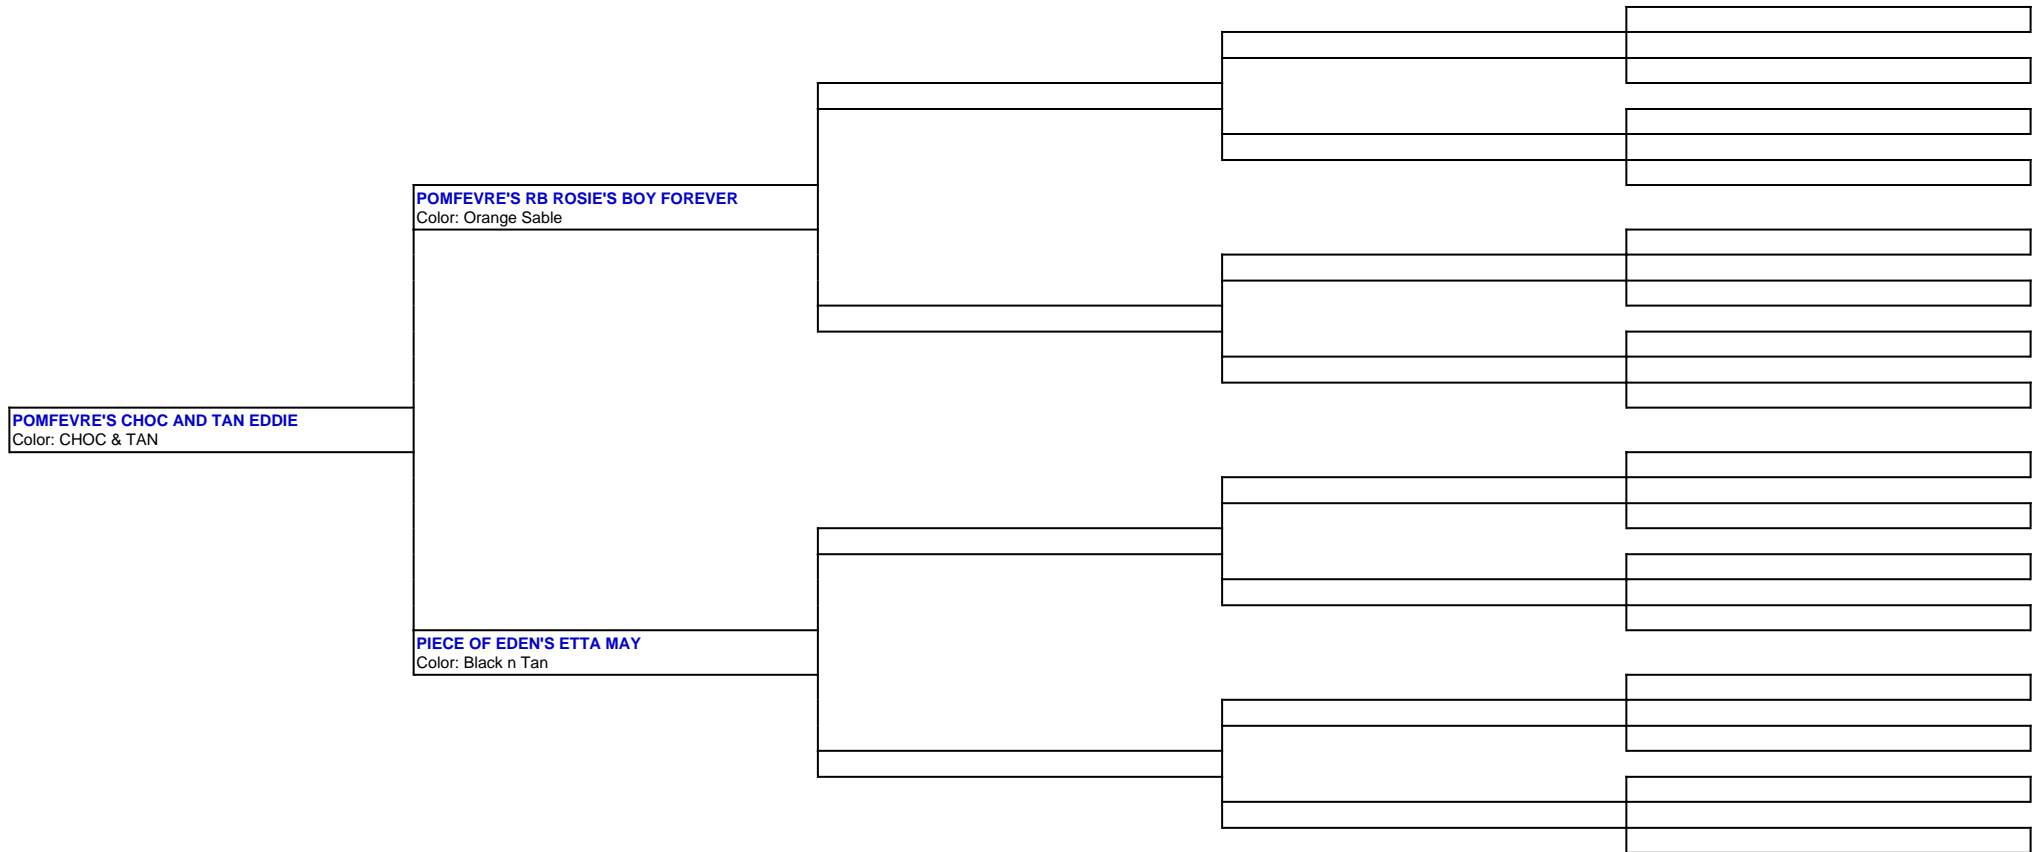 POMFEVRE'S RB ROSIE'S BOY FOREVER
Color: Orange Sable
POMFEVRE'S CHOC AND TAN EDDIE
Color: CHOC & TAN
PIECE OF EDEN'S ETTA MAY
Color: Black n Tan